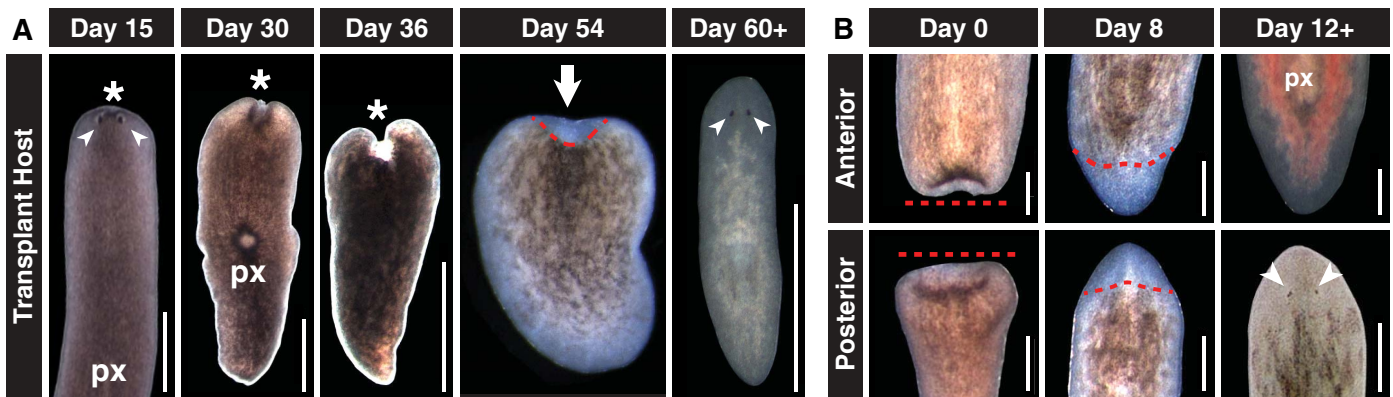 A
Day 15
Day 30
Day 36
Day 54
Day 60+
Transplant Host
*
*
*
px
px
B
Day 0
Day 8
Day 12+
Anterior
px
Posterior